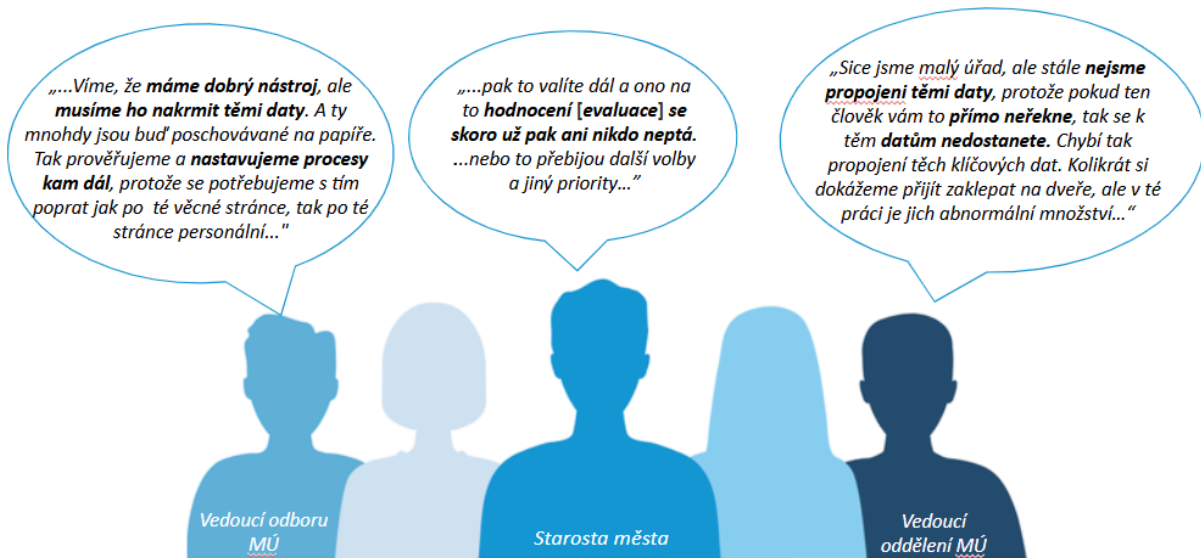 „...Víme, že máme dobrý nástroj, ale
musíme ho nakrmit těmi daty. A ty
mnohdy jsou buď poschovávané na papíře.
Tak prověřujeme a nastavujeme procesy
kam dál, protože se potřebujeme s tím
poprat jak po  té věcné stránce, tak po té
stránce personální..."
„...pak to valíte dál a ono na
to hodnocení [evaluace] se
skoro už pak ani nikdo neptá.
...nebo to přebijou další volby
a jiný priority...”
„Sice jsme malý úřad, ale stále nejsme
propojeni těmi daty, protože pokud ten
člověk vám to přímo neřekne, tak se k
těm datům nedostanete. Chybí tak
propojení těch klíčových dat. Kolikrát si
dokážeme přijít zaklepat na dveře, ale v té
práci je jich abnormální množství...“
Vedoucí odboru
MÚ
Starosta města
Vedoucí
oddělení MÚ